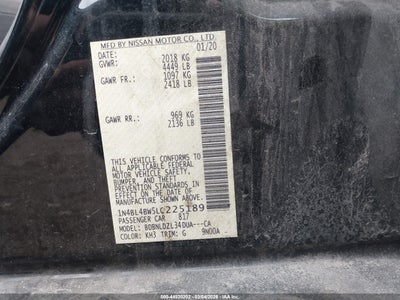 MFD BY NISSAN MOTOR CO., LTD.
DATE: 01/20
GVWR: 2018 KG
4449 LB
GAWR FR.: 1097 KG
2418 LB
GAWR RR.: 969 KG
2136 LB
THIS VEHICLE CONFORMS TO
ALL APPLICABLE FEDERAL
MOTOR VEHICLE SAFETY,
BUMPER, AND THEFT
PREVENTION STANDARDS IN
EFFECT ON THE DATE OF
MANUFACTURE SHOWN ABOVE.
1N4BL4BW5LC225189
PASSENGER CAR 817
MODEL: BDBNLDZL34DUA---CA
COLOR: KH3 TRIM: G 9N00A